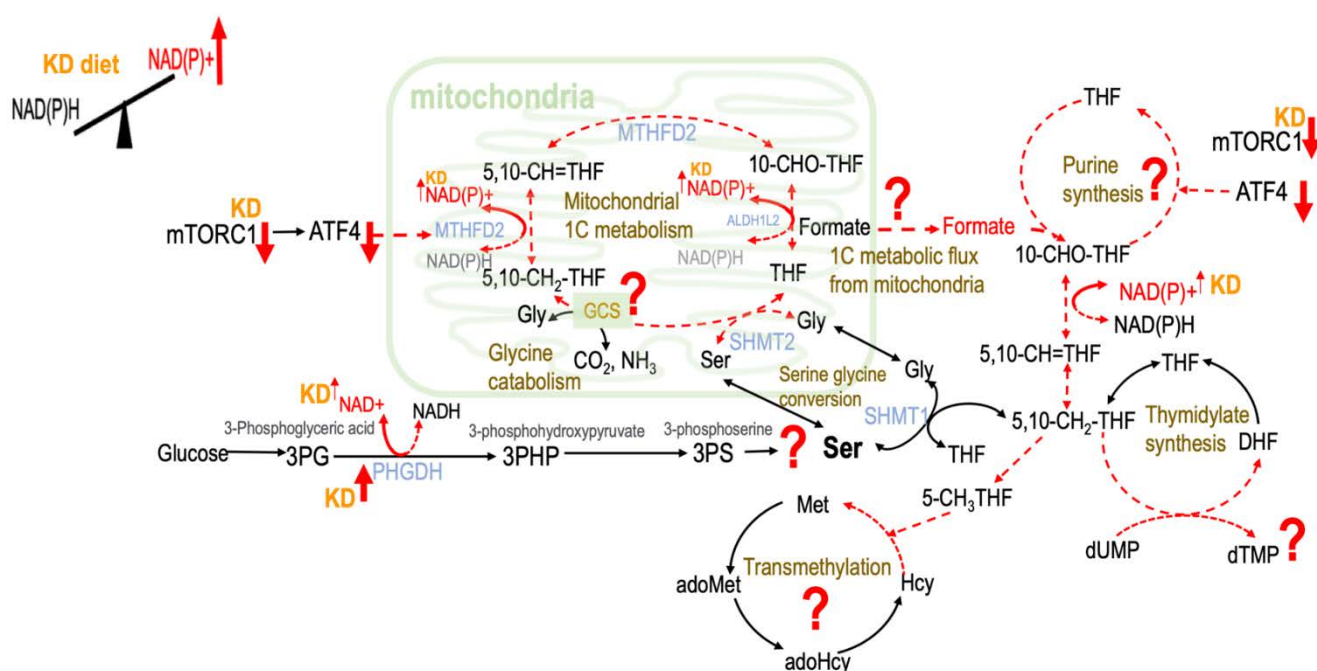 NAD(P)+
KD diet
NAD(P)H
mitochondria
MTHFD2
5,10-CH=THF
10-CHO-THF
KD
NAD(P)+
MTHFD2
NAD(P)H
5,10-CH2-THF
Mitochondrial
1C metabolism
KD
NAD(P)+
ALDH1L2
NAD(P)H
Formate
THF
?
Formate
1C metabolic flux
from mitochondria
KD
mTORC1
ATF4
THF
Purine
synthesis
?
KD
mTORC1
ATF4
10-CHO-THF
NAD(P)+
KD
NAD(P)H
5,10-CH=THF
5,10-CH2-THF
?
Gly
GCS
CO2, NH3
Glycine
catabolism
Gly
SHMT2
Ser
Serine glycine
conversion
Gly
SHMT1
THF
THF
Thymidylate
synthesis
DHF
dUMP
dTMP
?
KD
NAD+
NADH
3-Phosphoglyceric acid
3-phosphohydroxypyruvate
3-phosphoserine
Glucose
3PG
PHGDH
3PHP
3PS
?
Ser
KD
5-CH3THF
Met
Transmethylation
?
adoMet
Hcy
adoHcy